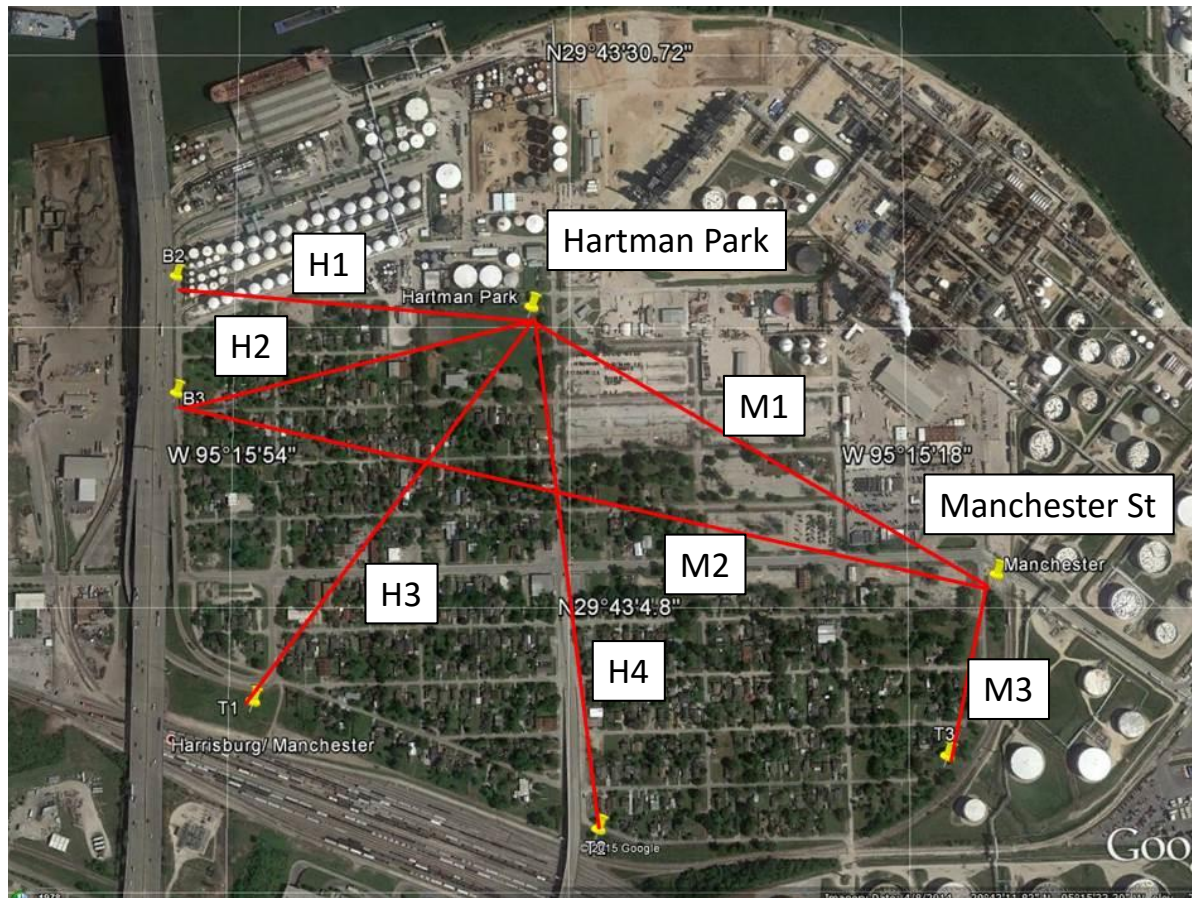 N29°43'30.72"
Hartman Park
B2
H1
Hartman Park
H2
B3
M1
W 95°15'54"
W 95°15'18"
Manchester St
M2
Manchester
H3
N29°43'4.8"
H4
M3
T1
T3
Harrisburg/ Manchester
T2
©2015 Google
Goo